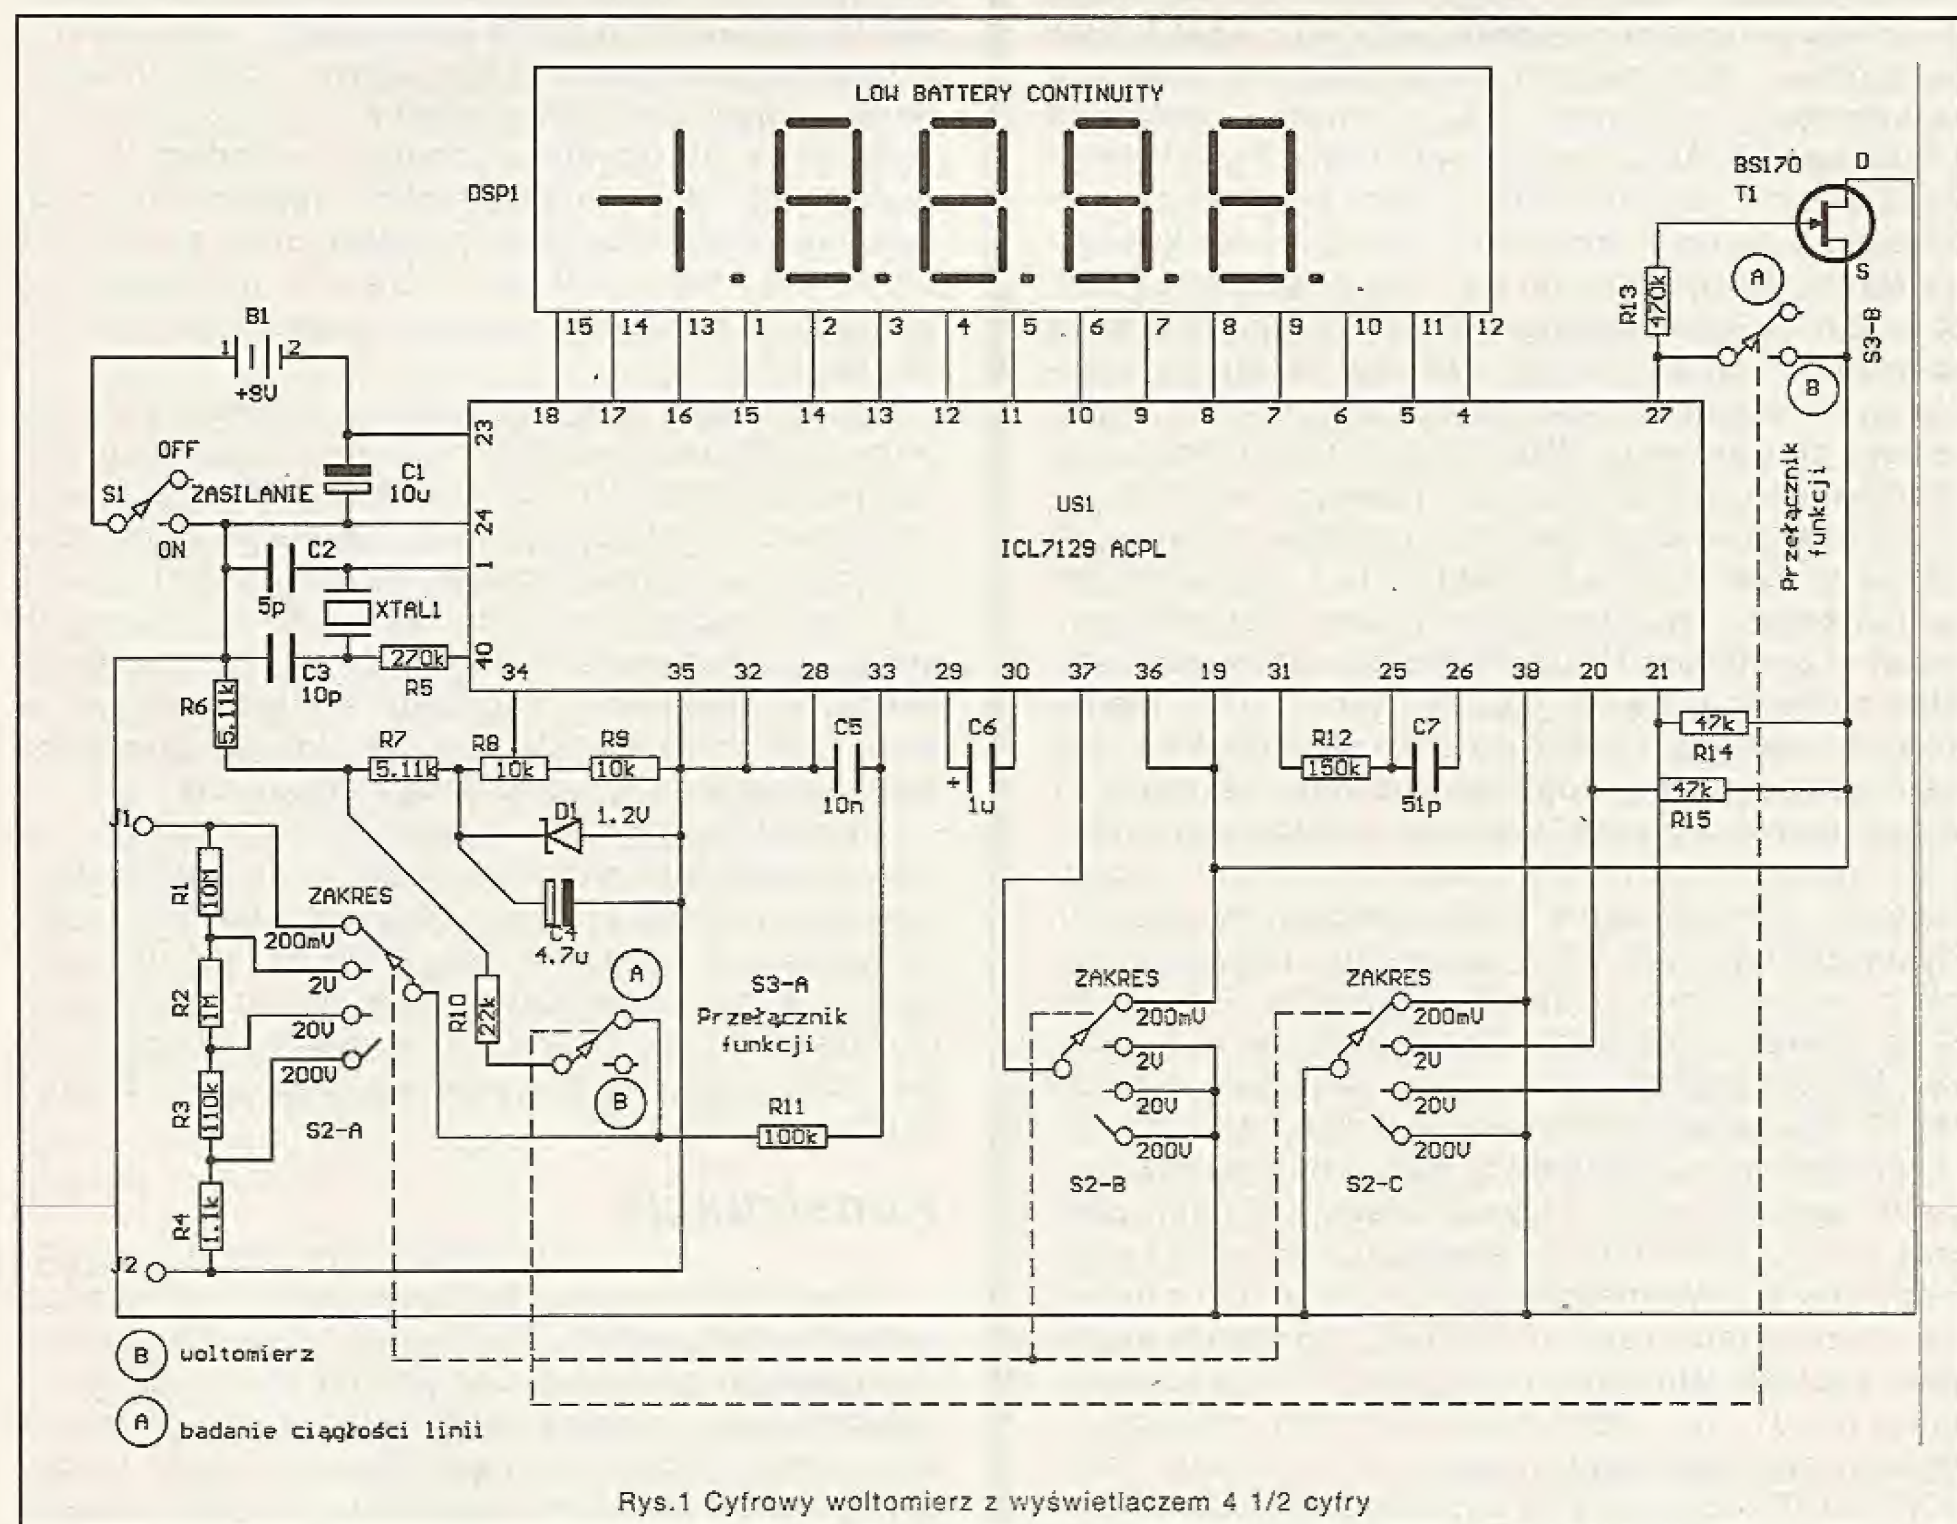 LOW BATTERY CONTINUITY
DSP1
15 14 13 1 2 3 4 5 6 7 8 9 10 11 12
18 17 16 15 14 13 12 11 10 9 8 7 6 5 4 27
BS170
T1
D
S
A
B
R13
470k
S3-B
Przełącznik
funkcji
B1
1 2
+9V
OFF
S1
ZASILANIE
ON
C1
10u
23
24
1
40
C2
5p
XTAL1
C3
10p
270k
R5
US1
ICL7129 ACPL
34 35 32 28 33 29 30 37 36 19 31 25 26 38 20 21
R6
5.11k
R7
5.11k
R8
10k
R9
10k
C5
10n
C6
+
1u
R12
150k
C7
51p
47k
R14
47k
R15
D1
1.2V
C4
4.7u
J1
R1
10M
R2
1M
R3
110k
R4
1.1k
J2
ZAKRES
200mV
2V
20V
200V
S2-A
R10
22k
A
B
S3-A
Przełącznik
funkcji
R11
100k
ZAKRES
200mV
2V
20V
200V
S2-B
ZAKRES
200mV
2V
20V
200V
S2-C
B woltomierz
A badanie ciągłości linii
Rys.1 Cyfrowy woltomierz z wyświetlaczem 4 1/2 cyfry